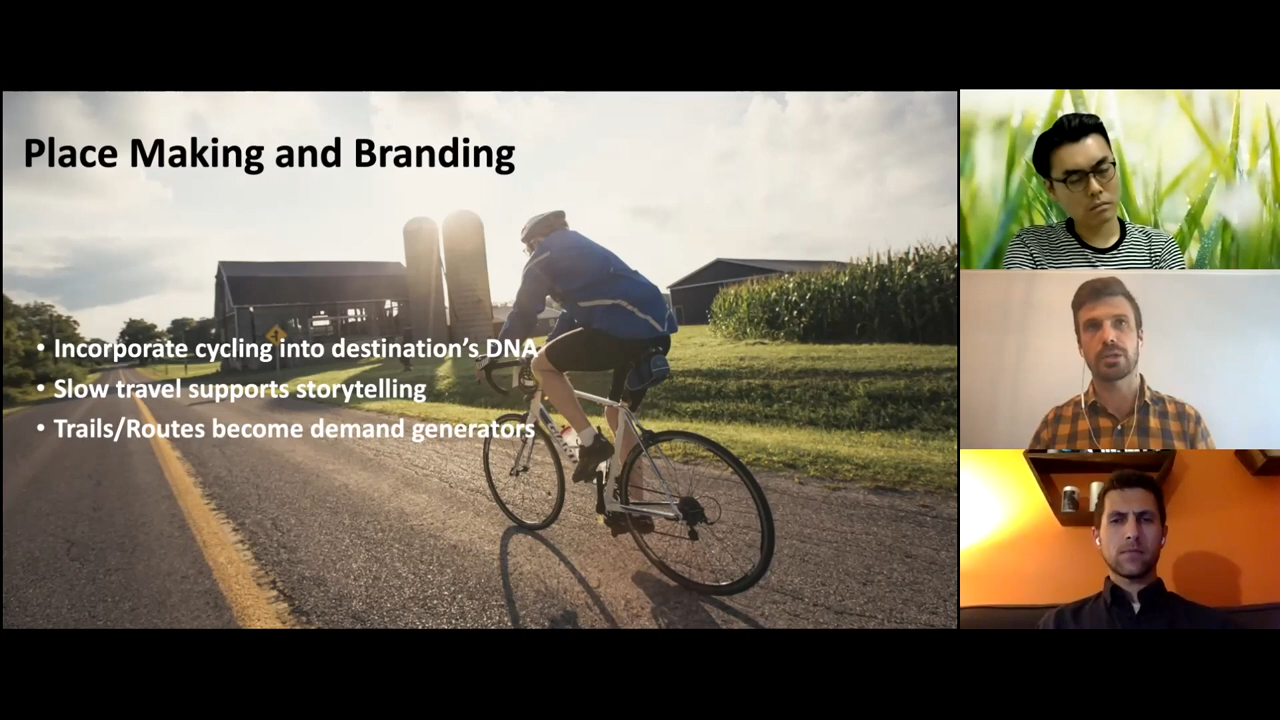 Place Making and Branding
• Incorporate cycling into destination's DNA
• Slow travel supports storytelling
• Trails/Routes become demand generators